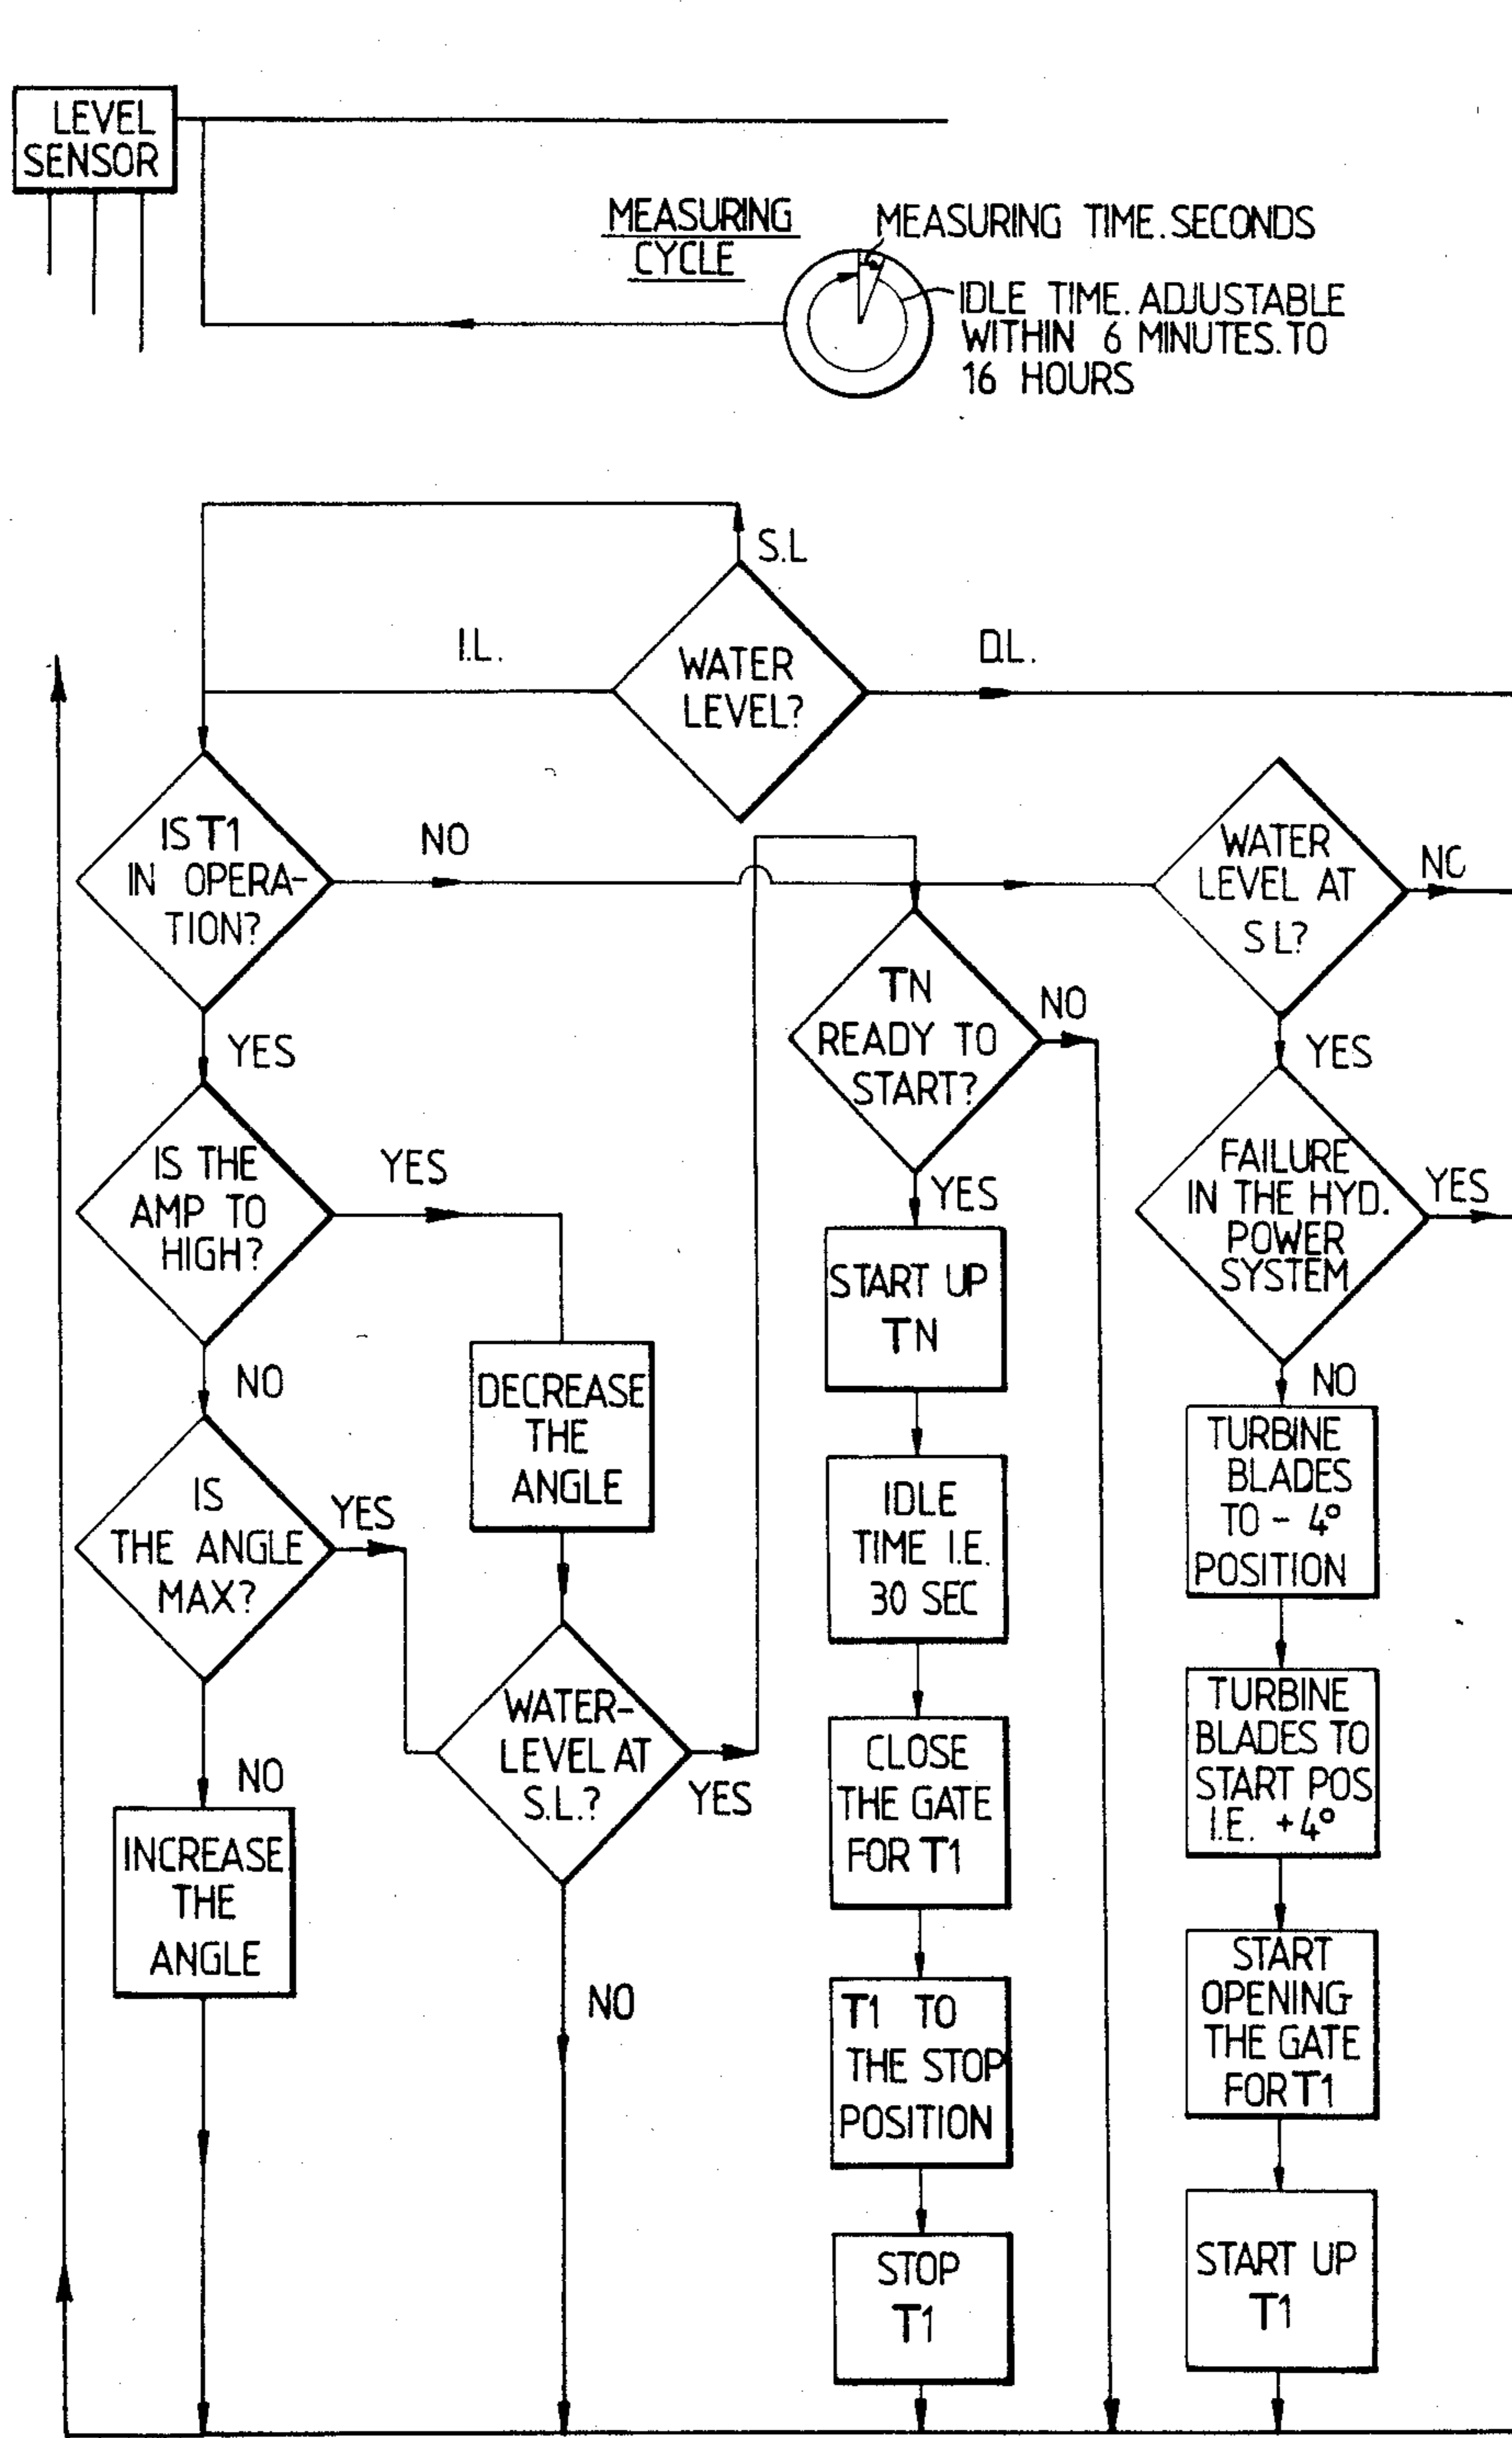 LEVEL
SENSOR
MEASURING
CYCLE
MEASURING TIME.SECONDS
IDLE TIME. ADJUSTABLE
WITHIN 6 MINUTES.TO
16 HOURS
S.L
I.L.
D.L.
WATER
LEVEL?
IS T1
IN OPERA-
TION?
NO
YES
WATER
LEVEL AT
S L?
NO
YES
TN
READY TO
START?
NO
YES
IS THE
AMP TO
HIGH?
YES
NO
FAILURE
IN THE HYD.
POWER
SYSTEM
YES
NO
START UP
TN
DECREASE
THE
ANGLE
IS
THE ANGLE
MAX?
YES
NO
IDLE
TIME I.E.
30 SEC
TURBINE
BLADES
TO - 4°
POSITION
WATER-
LEVEL AT
S.L.?
YES
NO
CLOSE
THE GATE
FOR T1
TURBINE
BLADES TO
START POS
I.E. +4°
INCREASE
THE
ANGLE
T1 TO
THE STOP
POSITION
START
OPENING
THE GATE
FOR T1
STOP
T1
START UP
T1